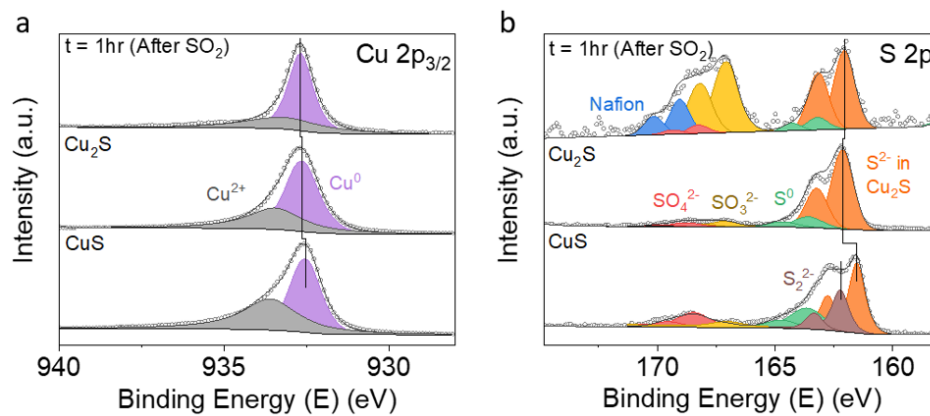 a
t = 1hr (After SO₂)
Cu 2p₃/₂
Cu₂S
Cu²⁺
Cu⁰
CuS
Intensity (a.u.)
940
935
930
Binding Energy (E) (eV)
b
t = 1hr (After SO₂)
S 2p
Nafion
Cu₂S
S²⁻ in
Cu₂S
SO₄²⁻
SO₃²⁻
S⁰
CuS
S₂²⁻
Intensity (a.u.)
170
165
160
Binding Energy (E) (eV)